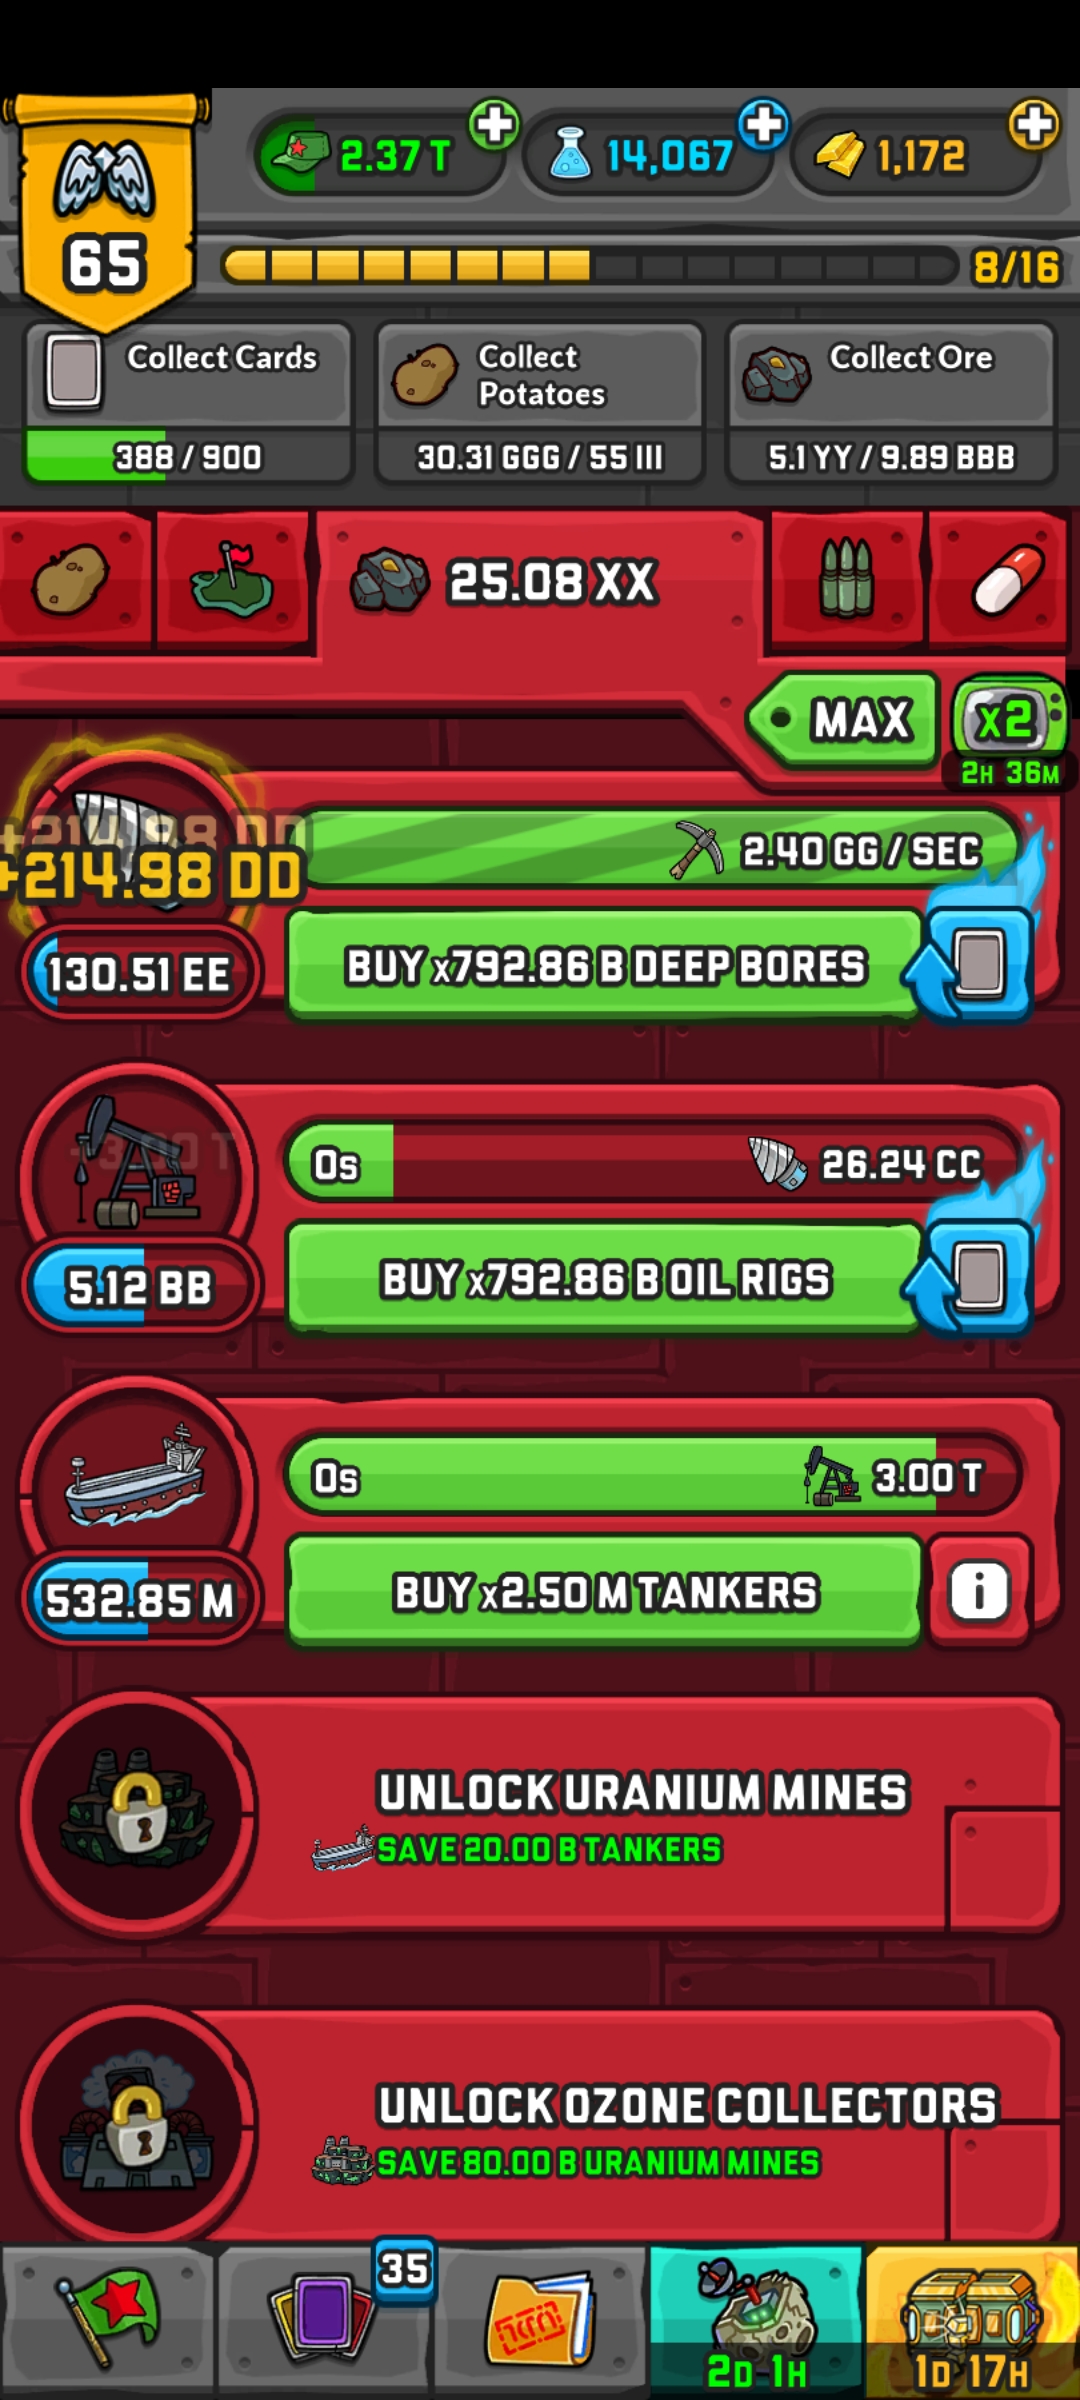 2.37 T
14,067
1,172
65
8/16
Collect Cards
388 / 900
Collect
Potatoes
30.31 GGG / 55 III
Collect Ore
5.1 YY / 9.89 BBB
25.08 XX
MAX
x2
2H 36M
+214.98 DD
+214.98 DD
2.40 GG / SEC
130.51 EE
BUY x792.86 B DEEP BORES
0s
26.24 CC
5.12 BB
BUY x792.86 B OIL RIGS
0s
3.00 T
532.85 M
BUY x2.50 M TANKERS
i
UNLOCK URANIUM MINES
SAVE 20.00 B TANKERS
UNLOCK OZONE COLLECTORS
SAVE 80.00 B URANIUM MINES
35
2D 1H
1D 17H